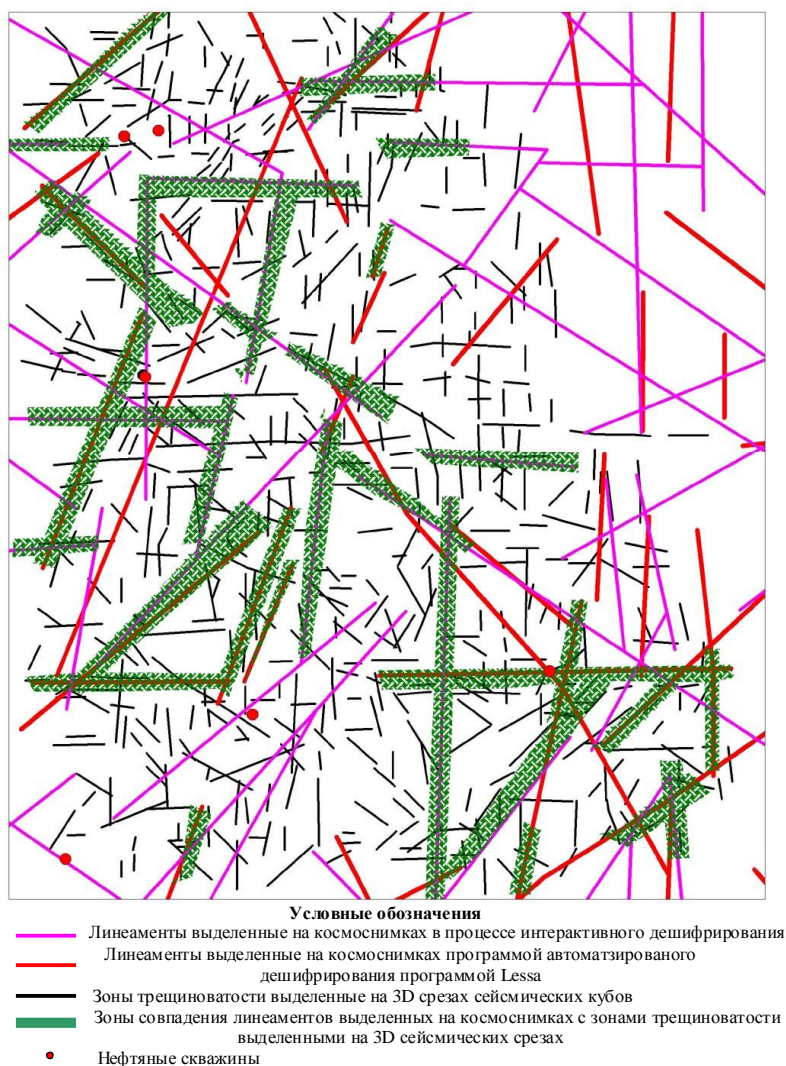 Условные обозначения
Линеаменты выделенные на космоснимках в процессе интерактивного дешифрирования
Линеаменты выделенные на космоснимках программой автоматзированого
дешифрирования программой Lessa
Зоны трещиноватости выделенные на 3D срезах сейсмических кубов
Зоны совпадения линеаментов выделенных на космоснимках с зонами трещиноватости
выделенными на 3D сейсмических срезах
Нефтяные скважины